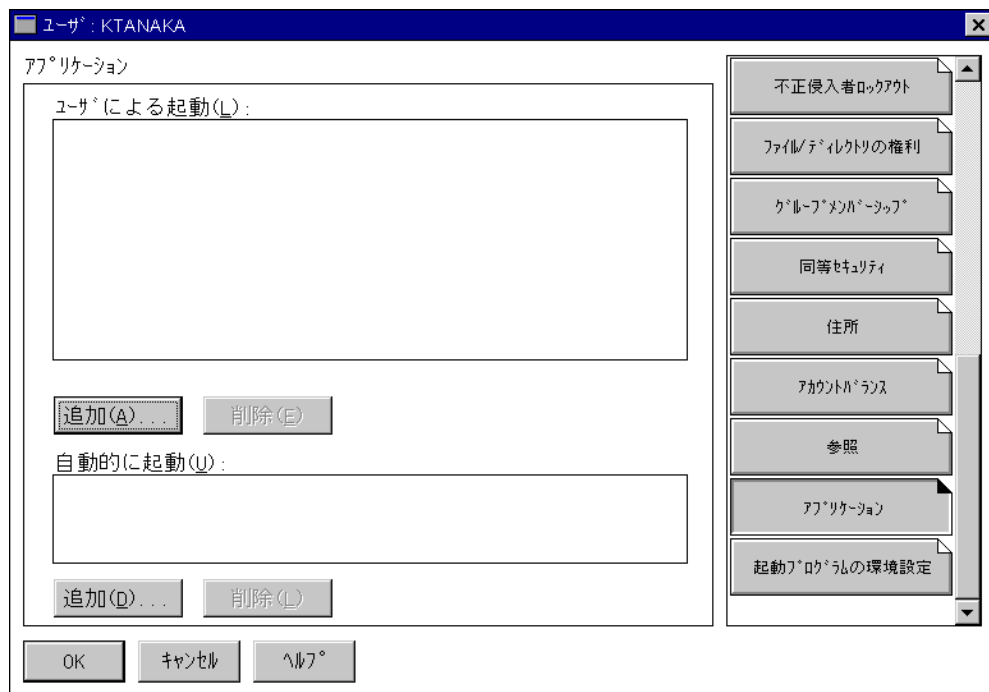 ﾕｰｻﾞ: KTANAKA
ｱﾌﾟﾘｹｰｼｮﾝ
ﾕｰｻﾞによる起動(L):
追加(A)...
削除(E)
自動的に起動(U):
追加(D)...
削除(L)
OK
ｷｬﾝｾﾙ
ﾍﾙﾌﾟ
不正侵入者ﾛｯｸｱｳﾄ
ﾌｧｲﾙ/ﾃﾞｨﾚｸﾄﾘの権利
ｸﾞﾙｰﾌﾟﾒﾝﾊﾞｰｼｯﾌﾟ
同等ｾｷｭﾘﾃｨ
住所
ｱｶｳﾝﾄﾊﾞﾗﾝｽ
参照
ｱﾌﾟﾘｹｰｼｮﾝ
起動ﾌﾟﾛｸﾞﾗﾑの環境設定